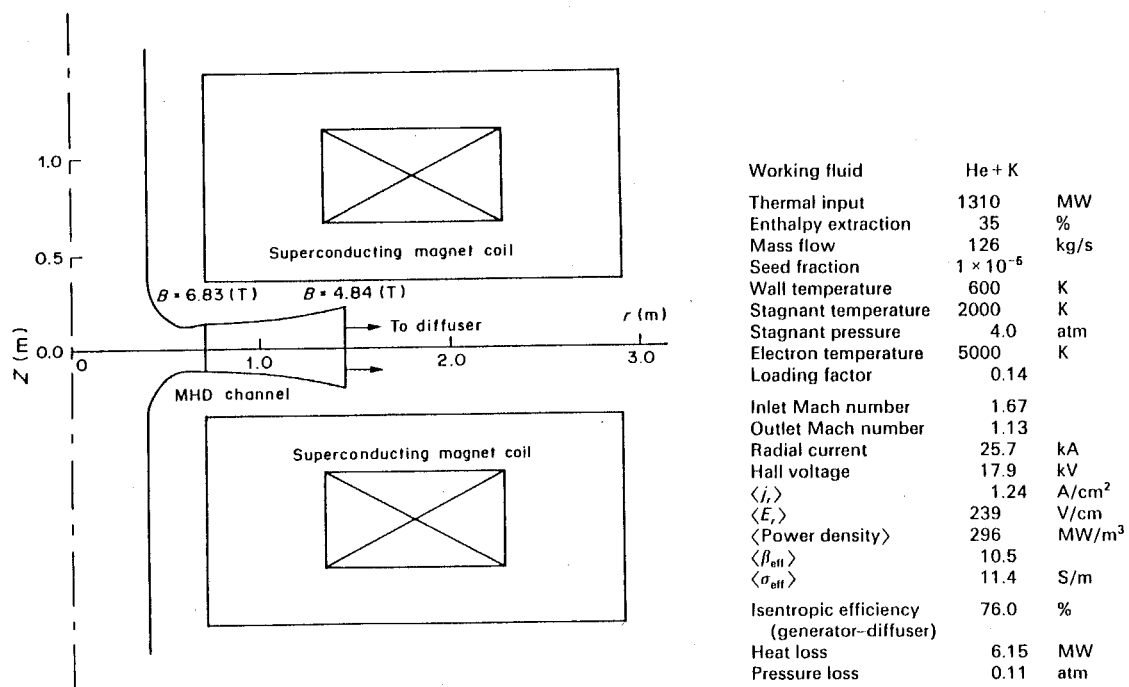 1.0
Superconducting magnet coil
0.5
B = 6.83 (T)
B = 4.84 (T)
To diffuser
r (m)
Z (m)
0.0
0
1.0
2.0
3.0
MHD channel
Superconducting magnet coil
Working fluid He + K
Thermal input 1310 MW
Enthalpy extraction 35 %
Mass flow 126 kg/s
Seed fraction 1 × 10⁻⁵
Wall temperature 600 K
Stagnant temperature 2000 K
Stagnant pressure 4.0 atm
Electron temperature 5000 K
Loading factor 0.14
Inlet Mach number 1.67
Outlet Mach number 1.13
Radial current 25.7 kA
Hall voltage 17.9 kV
⟨jᵣ⟩ 1.24 A/cm²
⟨Eᵣ⟩ 239 V/cm
⟨Power density⟩ 296 MW/m³
⟨β_eff⟩ 10.5
⟨σ_eff⟩ 11.4 S/m
Isentropic efficiency 76.0 %
(generator–diffuser)
Heat loss 6.15 MW
Pressure loss 0.11 atm